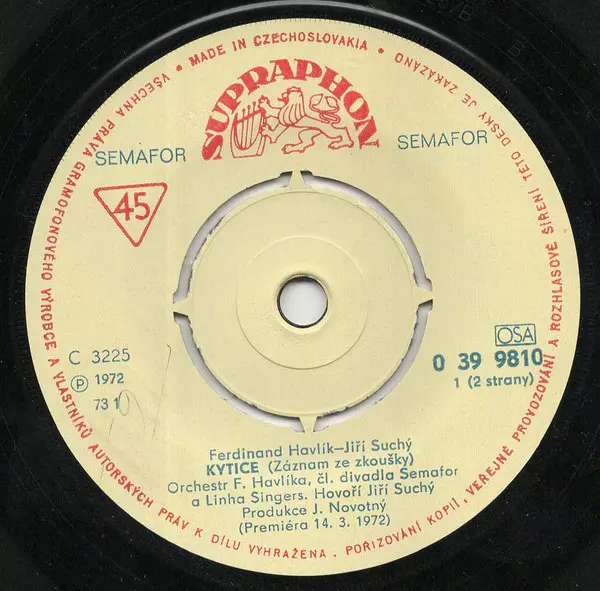 • MADE IN CZECHOSLOVAKIA •
VŠECHNA PRÁVA GRAMOFONOVÉHO VÝROBCE A VLASTNÍKŮ AUTORSKÝCH PRÁV K DÍLU VYHRAŽENA. POŘIZOVÁNÍ KOPIÍ, VEŘEJNÉ PROVOZOVÁNÍ A ROZHLASOVÉ ŠÍŘENÍ TÉTO DESKY JE ZAKÁZÁNO
SUPRAPHON
SEMAFOR SEMAFOR
45
C 3225
Ⓟ 1972
73 1
OSA
0 39 9810
1 (2 strany)
Ferdinand Havlík—Jiří Suchý
KYTICE (Záznam ze zkoušky)
Orchestr F. Havlíka, čl. divadla Semafor
a Linha Singers. Hovoří Jiří Suchý
Produkce J. Novotný
(Premiéra 14. 3. 1972)